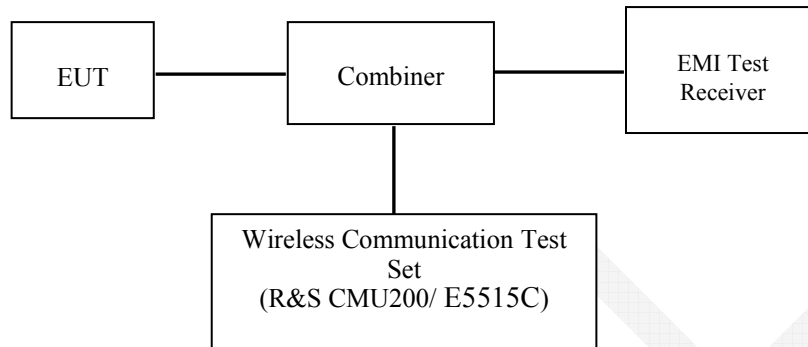 EUT
Combiner
EMI Test
Receiver
Wireless Communication Test
Set
(R&S CMU200/ E5515C)